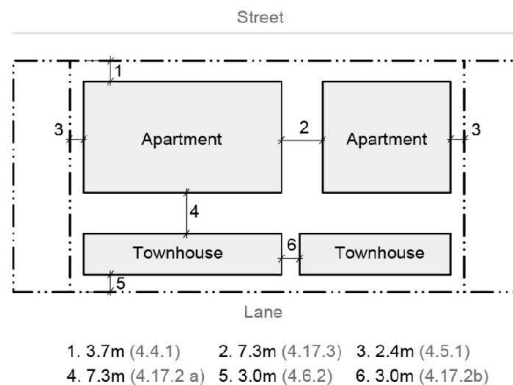 Street
1
3 Apartment 2 Apartment 3
4
Townhouse 6 Townhouse
5
Lane
1. 3.7m (4.4.1) 2. 7.3m (4.17.3) 3. 2.4m (4.5.1)
4. 7.3m (4.17.2 a) 5. 3.0m (4.6.2) 6. 3.0m (4.17.2b)